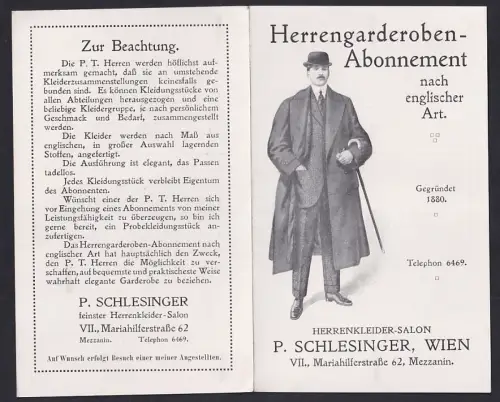 Zur Beachtung.
Die P. T. Herren werden höflichst auf-
merksam gemacht, daß sie an umstehende
Kleiderzusammenstellungen keinenfalls ge-
bunden sind. Es können Kleidungsstücke von
allen Abteilungen herausgezogen und eine
beliebige Kleidergruppe, je nach persönlichem
Geschmack und Bedarf, zusammengestellt
werden.
Die Kleider werden nach Maß aus
englischen, in großer Auswahl lagernden
Stoffen, angefertigt.
Die Ausführung ist elegant, das Passen
tadellos.
Jedes Kleidungsstück verbleibt Eigentum
des Abonnenten.
Wünscht einer der P. T. Herren sich
vor Eingehung eines Abonnements von meiner
Leistungsfähigkeit zu überzeugen, so bin ich
gerne bereit, ein Probekleidungsstück an-
zufertigen.
Das Herrengarderoben-Abonnement nach
englischer Art hat hauptsächlich den Zweck,
den P. T. Herren die Möglichkeit zu ver-
schaffen, auf bequemste und praktischeste Weise
wahrhaft elegante Garderobe zu beziehen.
P. SCHLESINGER
feinster Herrenkleider-Salon
VII., Mariahilferstraße 62
Mezzanin. Telephon 6469.
Auf Wunsch erfolgt Besuch einer meiner Angestellten.
Herrengarderoben-
Abonnement
nach
englischer
Art.
Gegründet
1880.
Telephon 6469.
HERRENKLEIDER-SALON
P. SCHLESINGER, WIEN
VII., Mariahilferstraße 62, Mezzanin.